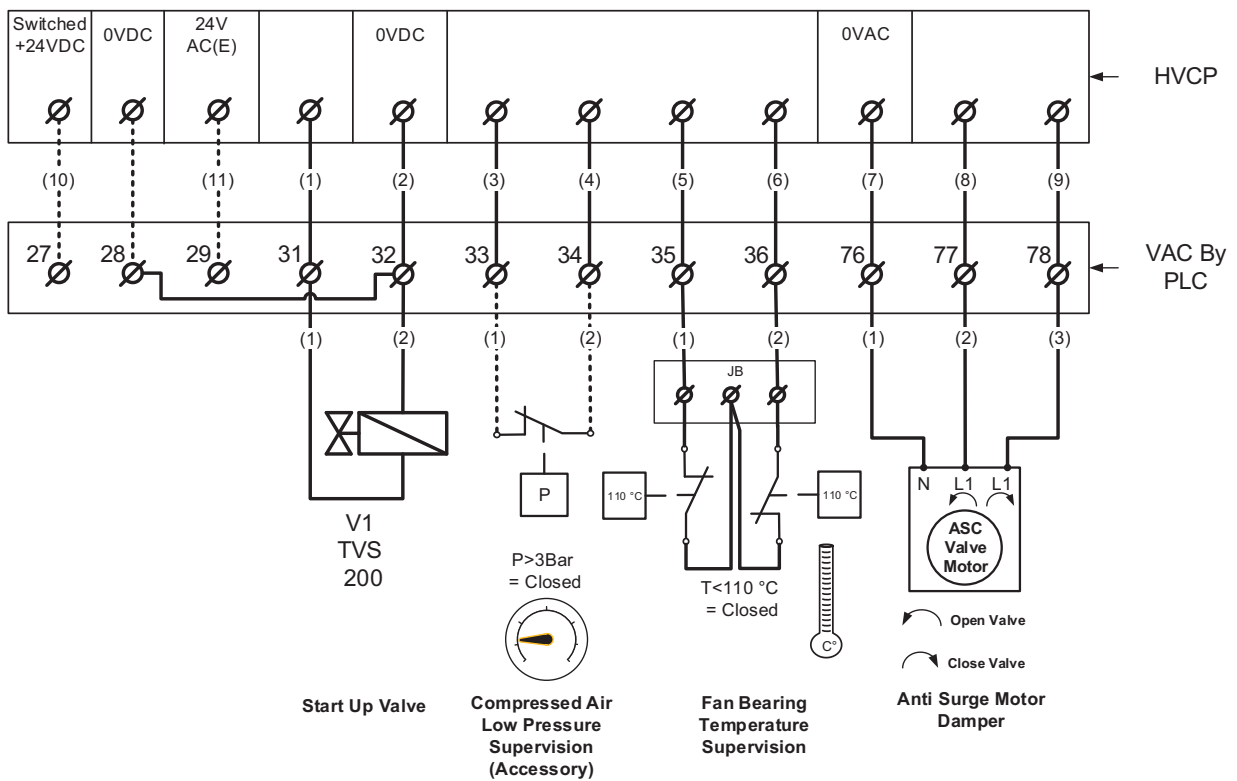 Switched
+24VDC
0VDC
24V
AC(E)
0VDC
0VAC
HVCP
(10)
(11)
(1)
(2)
(3)
(4)
(5)
(6)
(7)
(8)
(9)
27
28
29
31
32
33
34
35
36
76
77
78
VAC By
PLC
(1)
(2)
(1)
(2)
(1)
(2)
(1)
(2)
(3)
JB
P
110 °C
110 °C
N
L1
L1
ASC
Valve
Motor
V1
TVS
200
P>3Bar
= Closed
T<110 °C
= Closed
C°
Open Valve
Close Valve
Start Up Valve
Compressed Air
Low Pressure
Supervision
(Accessory)
Fan Bearing
Temperature
Supervision
Anti Surge Motor
Damper